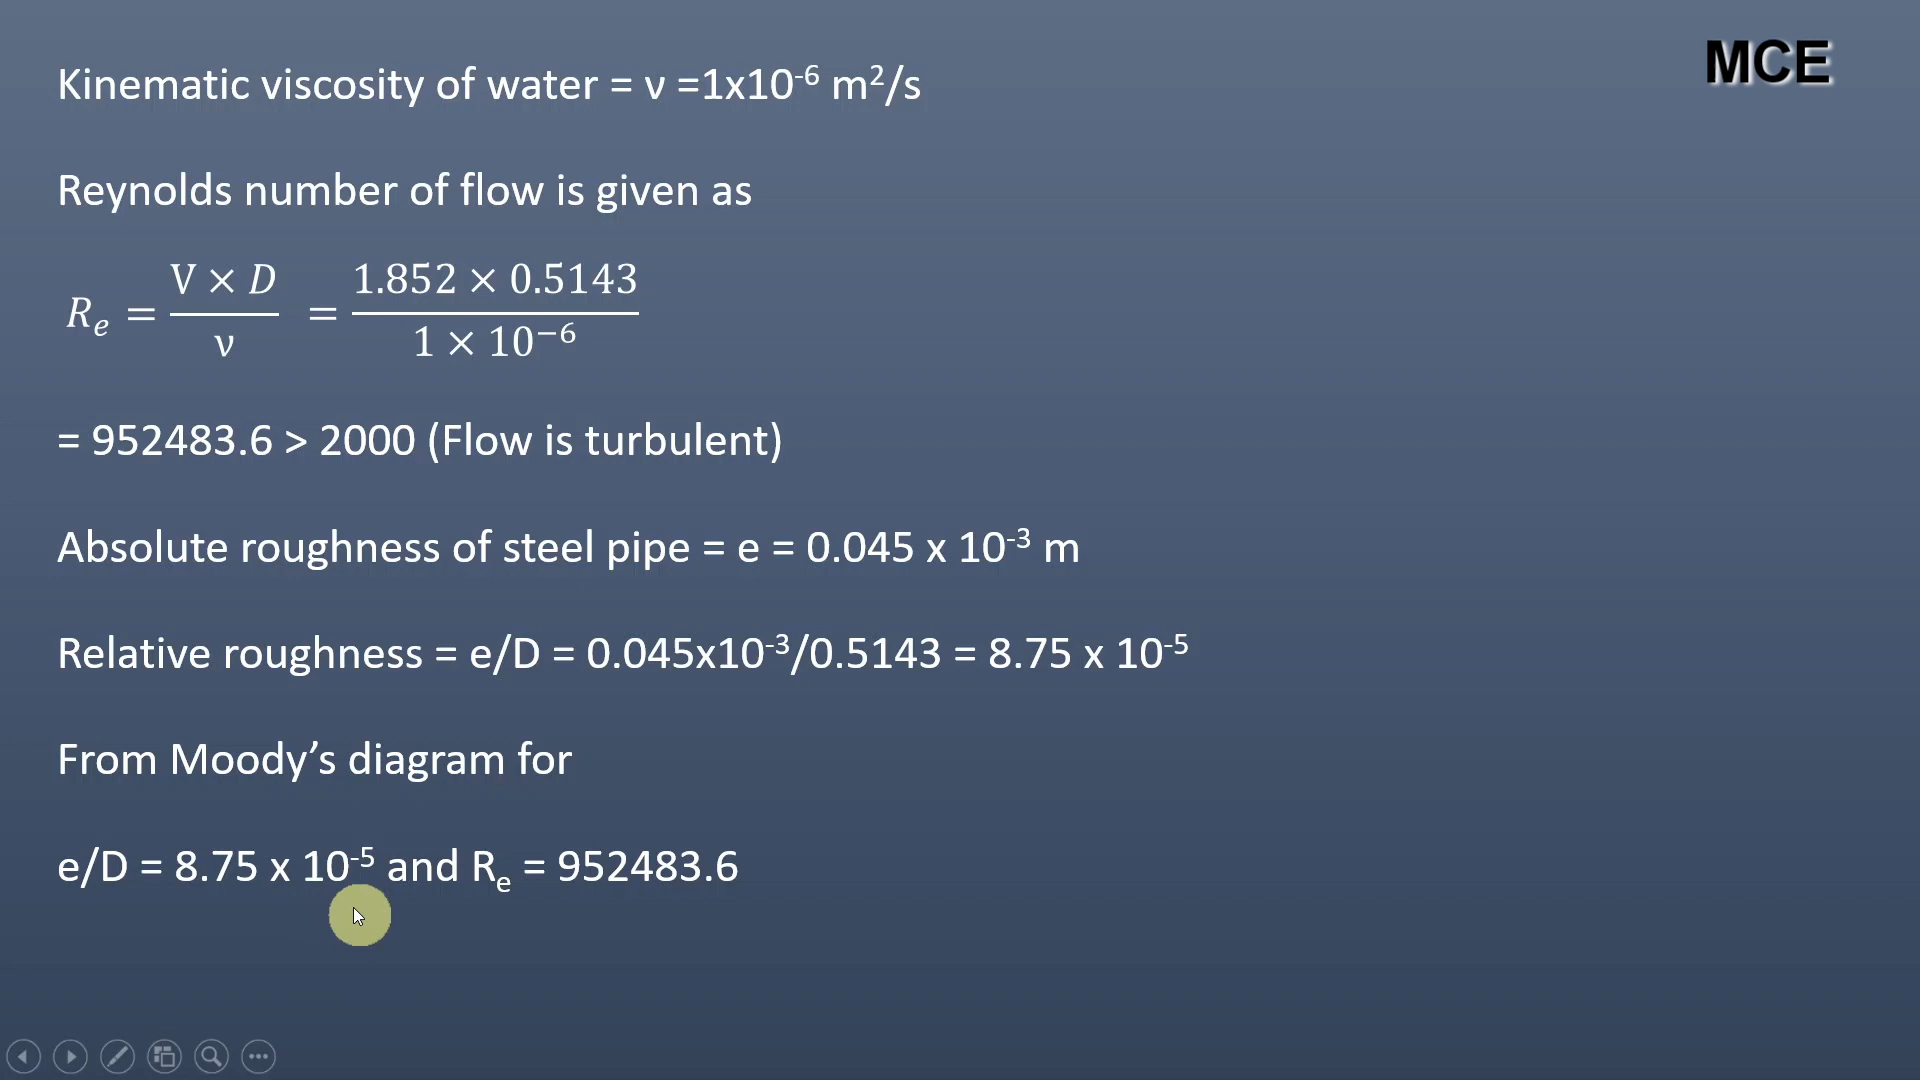 MCE
Kinematic viscosity of water = ν =1x10⁻⁶ m²/s
Reynolds number of flow is given as
Rₑ = (V × D)/ν = (1.852 × 0.5143)/(1 × 10⁻⁶)
= 952483.6 > 2000 (Flow is turbulent)
Absolute roughness of steel pipe = e = 0.045 x 10⁻³ m
Relative roughness = e/D = 0.045x10⁻³/0.5143 = 8.75 x 10⁻⁵
From Moody’s diagram for
e/D = 8.75 x 10⁻⁵ and Rₑ = 952483.6